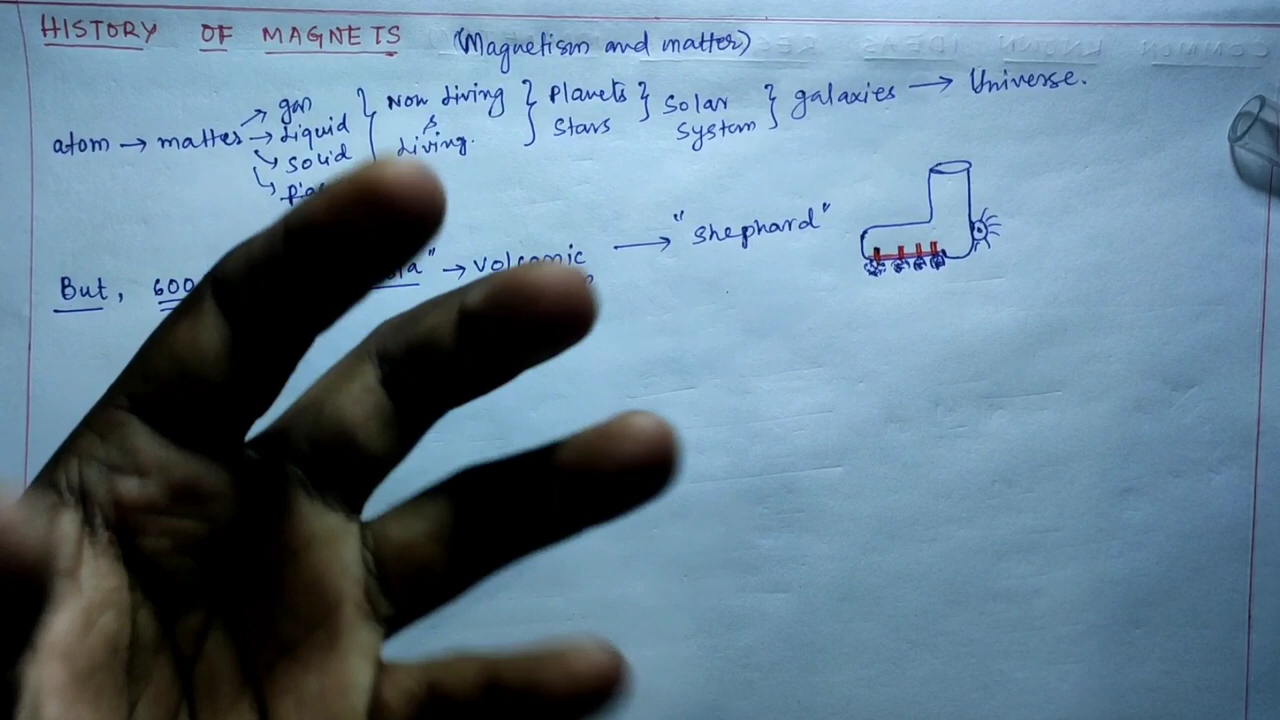 HISTORY OF MAGNETS (Magnetism and matter)
atom → matter → gas } Non living } Planets } Solar } galaxies → Universe.
→ Liquid & Stars System
→ Solid living.
But, 600 → volcanic → "Shephard"